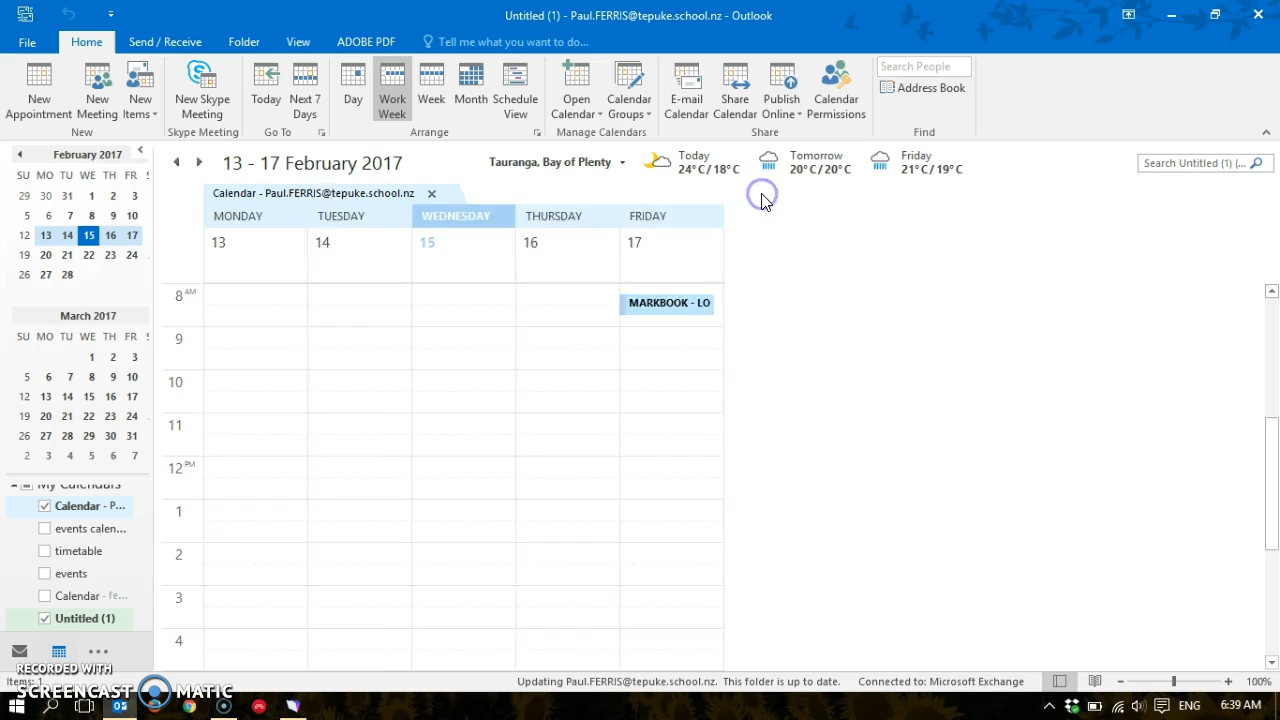 Untitled (1) - Paul.FERRIS@tepuke.school.nz - Outlook
File Home Send / Receive Folder View ADOBE PDF Tell me what you want to do...
New Appointment New Meeting New Items New Skype Meeting Today Next 7 Days Day Work Week Week Month Schedule View Open Calendar Calendar Groups E-mail Calendar Share Calendar Publish Online Calendar Permissions Search People
Address Book
New Skype Meeting Go To Arrange Manage Calendars Share Find
February 2017
13 - 17 February 2017
Tauranga, Bay of Plenty
Today
24°C/18°C
Tomorrow
20°C/20°C
Friday
21°C/19°C
Search Untitled (1) (...
SU MO TU WE TH FR S
29 30 31 1 2 3
5 6 7 8 9 10
12 13 14 15 16 17
19 20 21 22 23 24
26 27 28
March 2017
SU MO TU WE TH FR S
1 2 3
5 6 7 8 9 10
12 13 14 15 16 17
19 20 21 22 23 24
26 27 28 29 30 31
2 3 4 5 6 7
My Calendars
Calendar - P...
events calen...
timetable
events
Calendar - fe...
Untitled (1)
Calendar - Paul.FERRIS@tepuke.school.nz
MONDAY TUESDAY WEDNESDAY THURSDAY FRIDAY
13 14 15 16 17
8 AM
MARKBOOK - LO
9
10
11
12 PM
1
2
3
4
RECORDED WITH
SCREENCAST MATIC
Items: 1
Updating Paul.FERRIS@tepuke.school.nz. This folder is up to date. Connected to: Microsoft Exchange 100%
ENG 6:39 AM